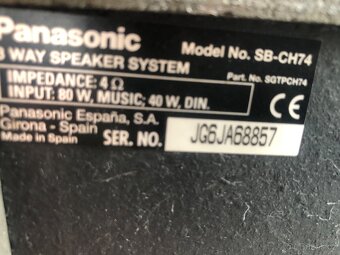 Panasonic
Model No. SB-CH74
3 WAY SPEAKER SYSTEM
Part. No. SGTPCH74
IMPEDANCE: 4 Ω
INPUT: 80 W, MUSIC: 40 W, DIN.
CE
Panasonic España, S.A.
Girona - Spain
Made in Spain
SER. NO.
JG6JA68857